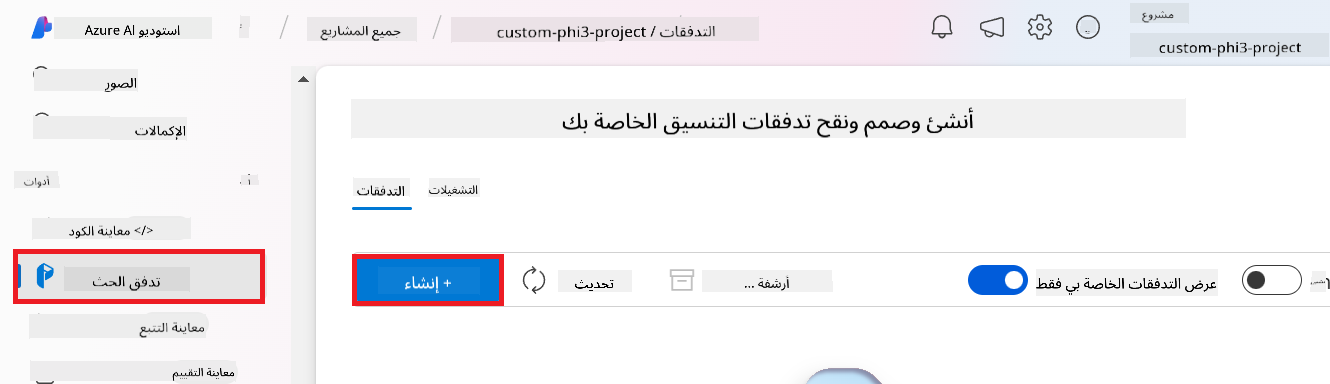 استوديو Azure AI
جميع المشاريع
custom-phi3-project / التدفقات
مشروع
custom-phi3-project
الصور
الإكمالات
أدوات
معاينة الكود </>
تدفق الحث
معاينة التتبع
معاينة التقييم
أنشئ وصمم ونقح تدفقات التنسيق الخاصة بك
التدفقات
التشغيلات
+ إنشاء
تحديث
أرشفة ...
عرض التدفقات الخاصة بي فقط